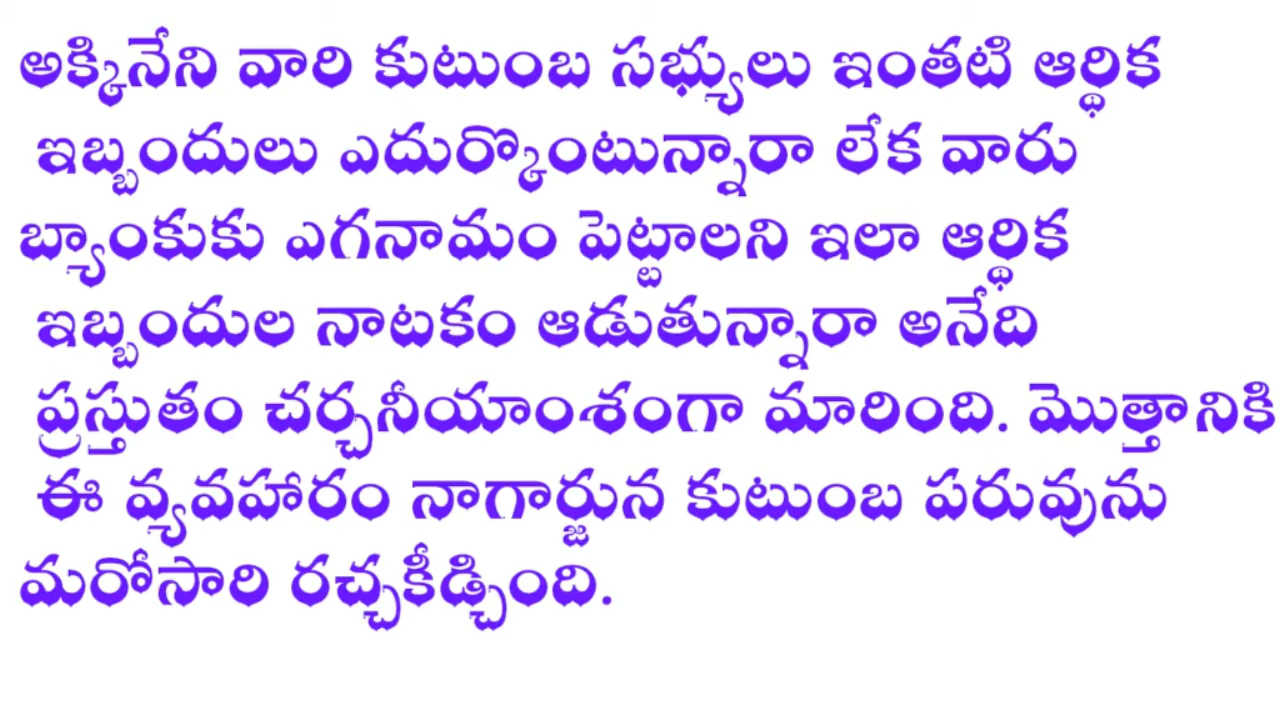 అక్కినేని వారి కుటుంబ సభ్యులు ఇంతటి ఆర్థిక
ఇబ్బందులు ఎదుర్కొంటున్నారా లేక వారు
బ్యాంకుకు ఎగనామం పెట్టాలని ఇలా ఆర్థిక
ఇబ్బందుల నాటకం ఆడుతున్నారా అనేది
ప్రస్తుతం చర్చనీయాంశంగా మారింది. మొత్తానికి
ఈ వ్యవహారం నాగార్జున కుటుంబ పరువును
మరోసారి రచ్చకీడ్చింది.